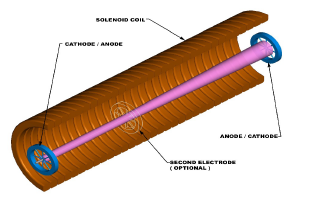 SOLENOID COIL
CATHODE / ANODE
ANODE / CATHODE
SECOND ELECTRODE
( OPTIONAL )